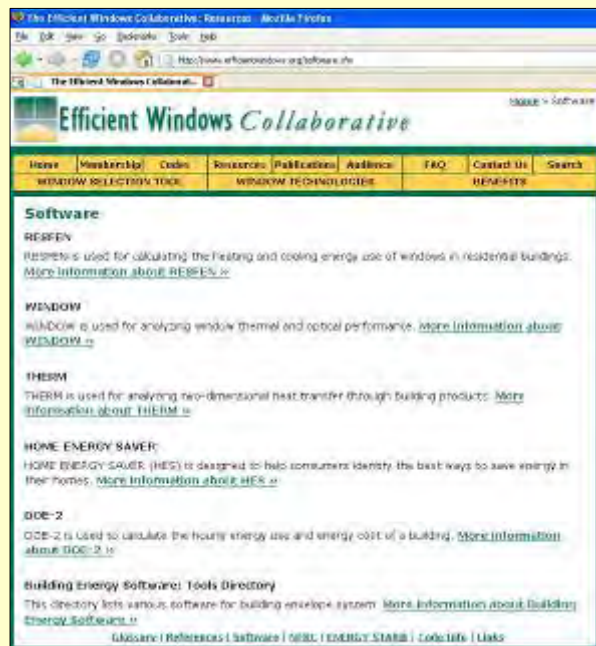 The Efficient Windows Collaborative: Resources - Mozilla Firefox
File Edit View Go Bookmarks Tools Help
http://www.efficientwindows.org/software.cfm
The Efficient Windows Collaborat...
Home > Software
Efficient Windows Collaborative
Home Membership Codes Resources Publications Audience FAQ Contact Us Search
WINDOW SELECTION TOOL WINDOW TECHNOLOGIES BENEFITS
Software
RESFEN
RESFEN is used for calculating the heating and cooling energy use of windows in residential buildings.
More Information about RESFEN »
WINDOW
WINDOW is used for analyzing window thermal and optical performance. More Information about
WINDOW »
THERM
THERM is used for analyzing two-dimensional heat transfer through building products. More
Information about THERM »
HOME ENERGY SAVER
HOME ENERGY SAVER (HES) is designed to help consumers identify the best ways to save energy in
their homes. More Information about HES »
DOE-2
DOE-2 is used to calculate the hourly energy use and energy cost of a building. More Information
about DOE-2 »
Building Energy Software: Tools Directory
This directory lists various software for building envelope system. More Information about Building
Energy Software »
Glossary | References | Software | NFRC | ENERGY STAR® | Code Info | Links